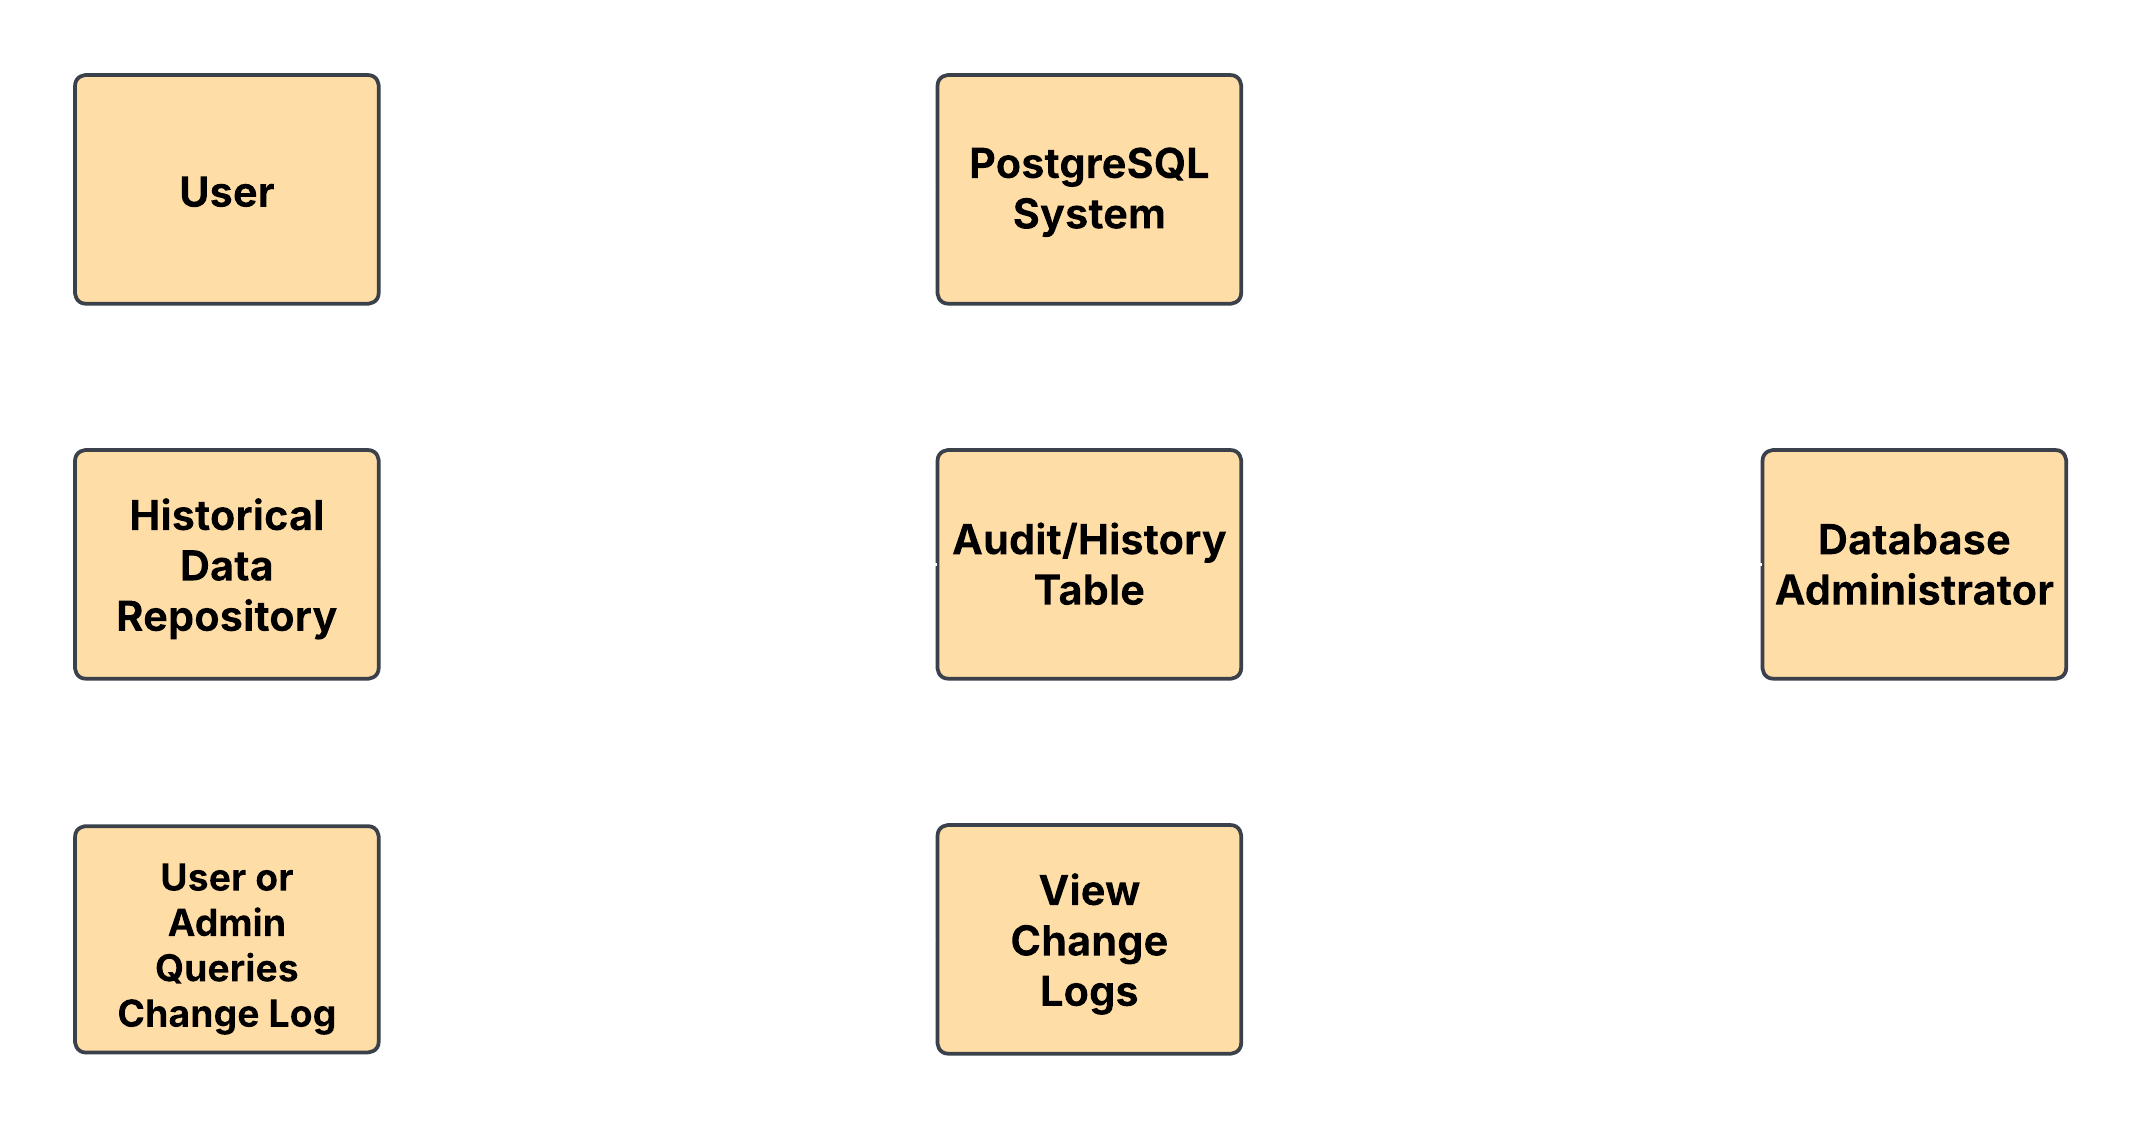 User
PostgreSQL
System
Historical
Data
Repository
Audit/History
Table
Database
Administrator
User or
Admin
Queries
Change Log
View
Change
Logs